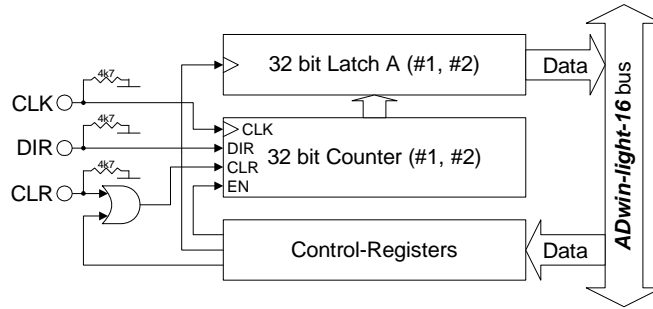 4k7
32 bit Latch A (#1, #2)
Data
CLK
4k7
CLK
DIR
DIR
32 bit Counter (#1, #2)
4k7
CLR
CLR
EN
Control-Registers
Data
ADwin-light-16 bus